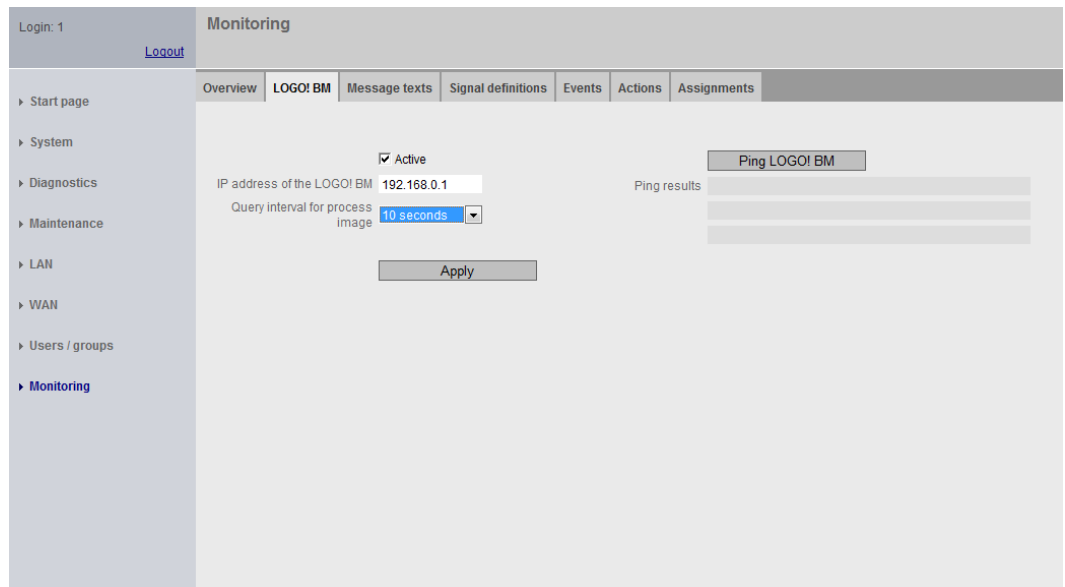 Login: 1
Logout
Monitoring
Start page
System
Diagnostics
Maintenance
LAN
WAN
Users / groups
Monitoring
Overview LOGO! BM Message texts Signal definitions Events Actions Assignments
Active
IP address of the LOGO! BM 192.168.0.1
Query interval for process
image 10 seconds
Apply
Ping LOGO! BM
Ping results